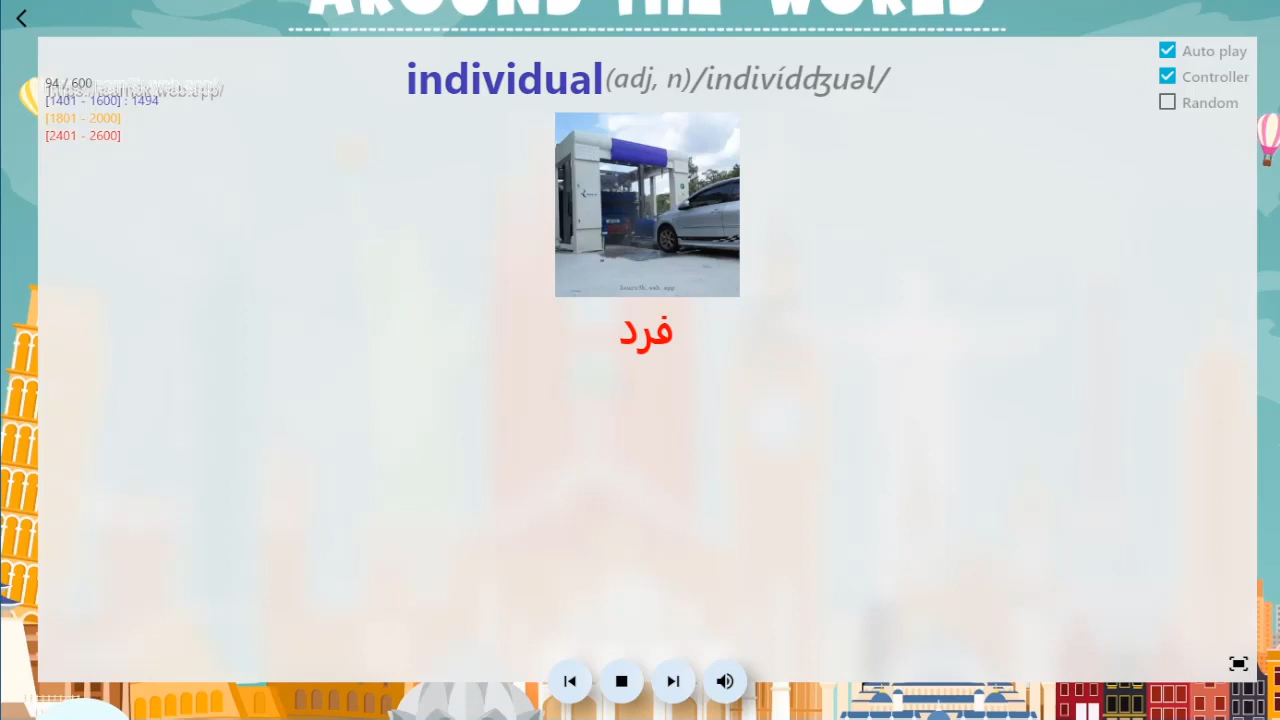 AROUND THE WORLD
Auto play
individual(adj, n)/indivídʤuəl/
Controller
94 / 600
[1401 - 1600] : 1494
Random
[1801 - 2000]
[2401 - 2600]
فرد